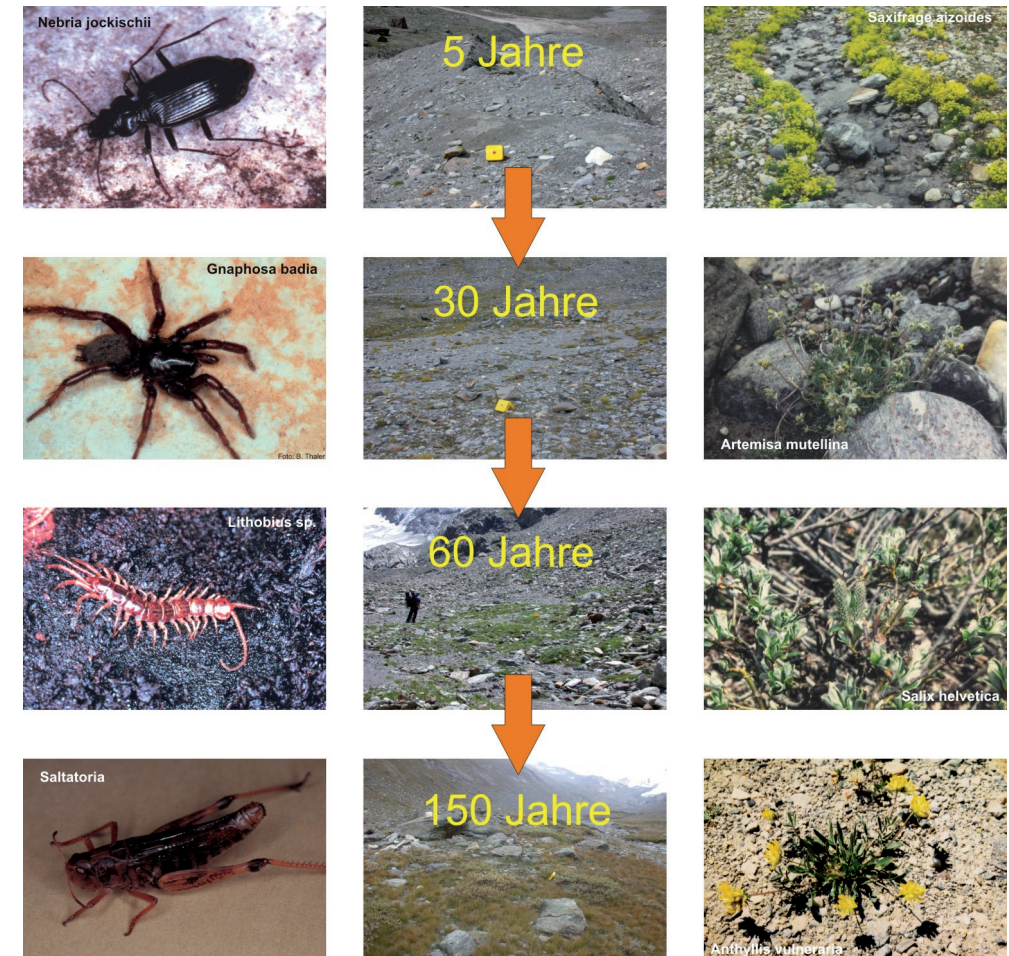 Nebria jockischii
5 Jahre
Saxifrage aizoides
Gnaphosa badia
30 Jahre
Foto: B. Thaler
Artemisa mutellina
Lithobius sp.
60 Jahre
Salix helvetica
Saltatoria
150 Jahre
Anthyllis vulneraria